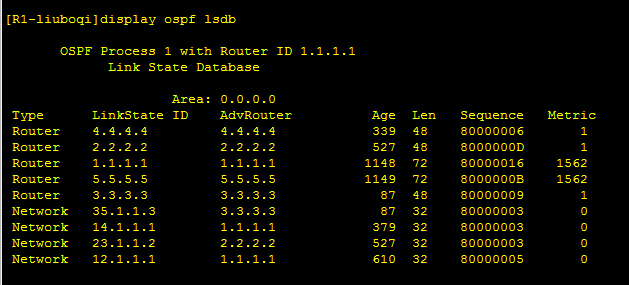 [R1-liuboqi]display ospf lsdb
OSPF Process 1 with Router ID 1.1.1.1
Link State Database
Area: 0.0.0.0
Type LinkState ID AdvRouter Age Len Sequence Metric
Router 4.4.4.4 4.4.4.4 339 48 80000006 1
Router 2.2.2.2 2.2.2.2 527 48 8000000D 1
Router 1.1.1.1 1.1.1.1 1148 72 80000016 1562
Router 5.5.5.5 5.5.5.5 1149 72 8000000B 1562
Router 3.3.3.3 3.3.3.3 87 48 80000009 1
Network 35.1.1.3 3.3.3.3 87 32 80000003 0
Network 14.1.1.1 1.1.1.1 379 32 80000003 0
Network 23.1.1.2 2.2.2.2 527 32 80000003 0
Network 12.1.1.1 1.1.1.1 610 32 80000005 0